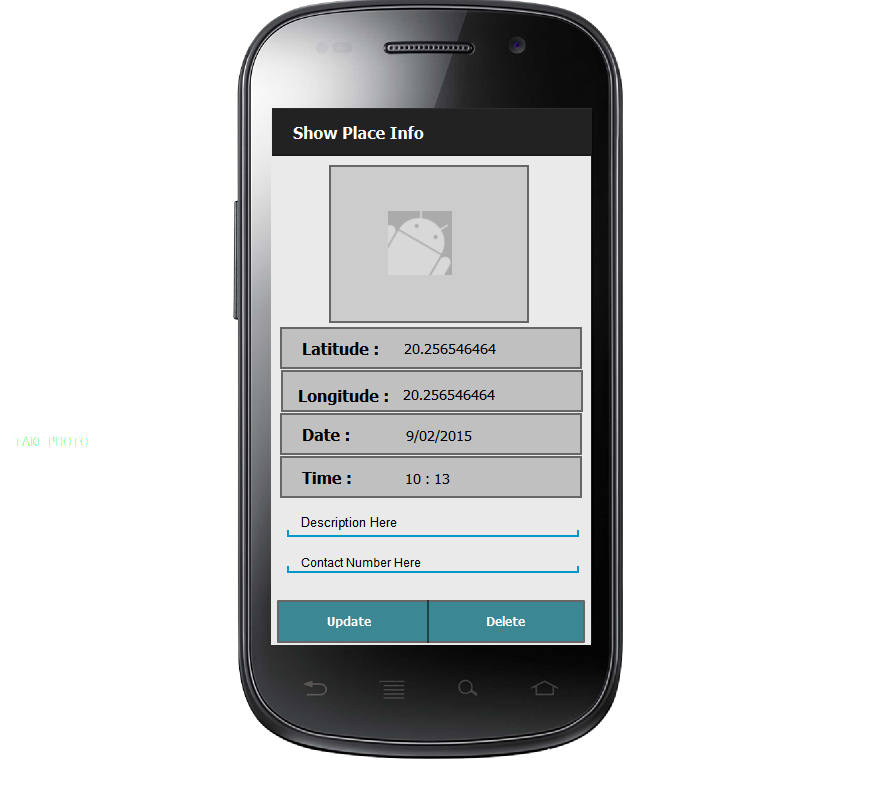 Show Place Info
Latitude : 20.256546464
Longitude : 20.256546464
Date : 9/02/2015
Time : 10 : 13
TAKE PHOTO
Description Here
Contact Number Here
Update Delete